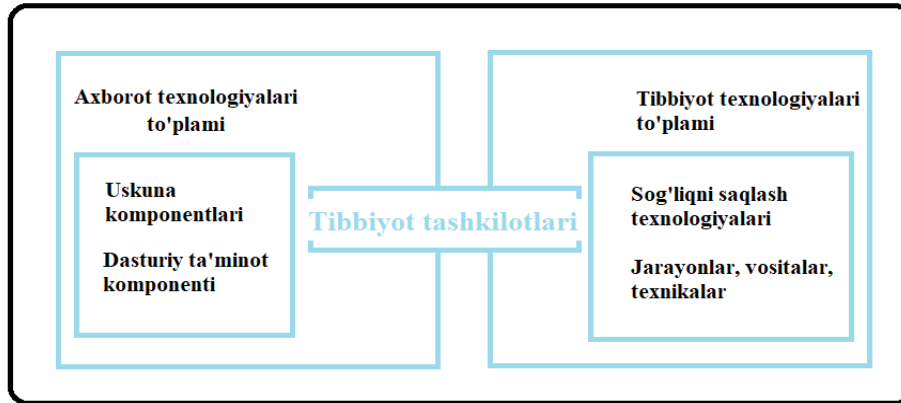 Axborot texnologiyalari
to'plami
Uskuna
komponentlari
Dasturiy ta'minot
komponenti
Tibbiyot tashkilotlari
Tibbiyot texnologiyalari
to'plami
Sog'liqni saqlash
texnologiyalari
Jarayonlar, vositalar,
texnikalar